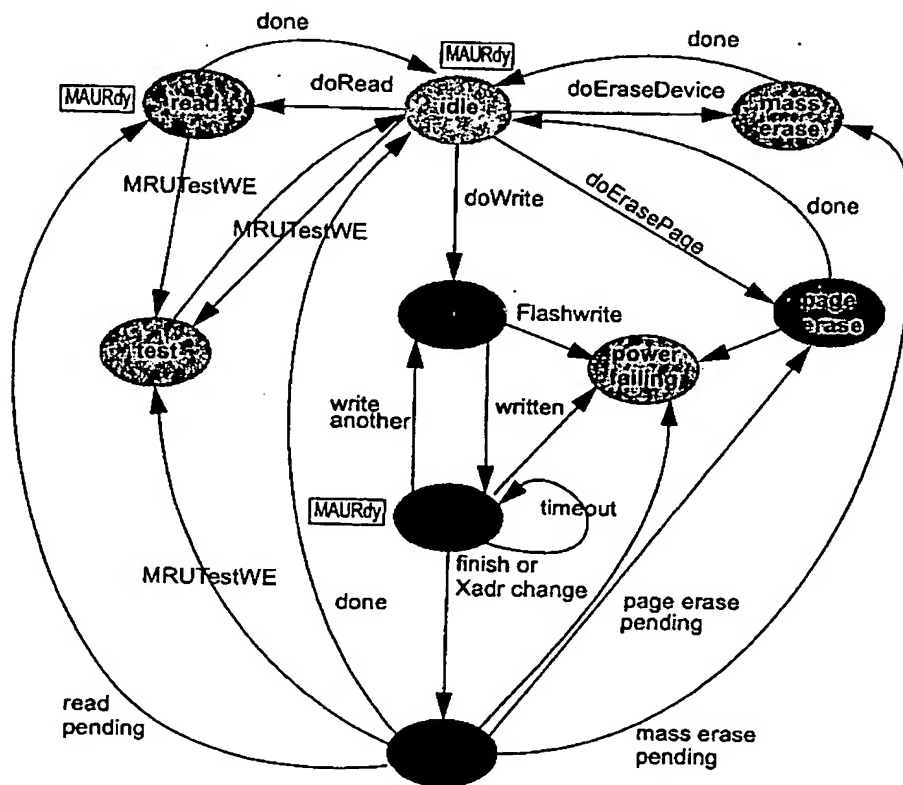 done
MAURdy
done
MAURdy
read
doRead
idle
doEraseDevice
mass
erase
MRUTestWE
MRUTestWE
doWrite
doErasePage
done
Flashwrite
page
erase
test
power
failing
write
another
written
MAURdy
timeout
finish or
Xadr change
MRUTestWE
done
page erase
pending
read
pending
mass erase
pending